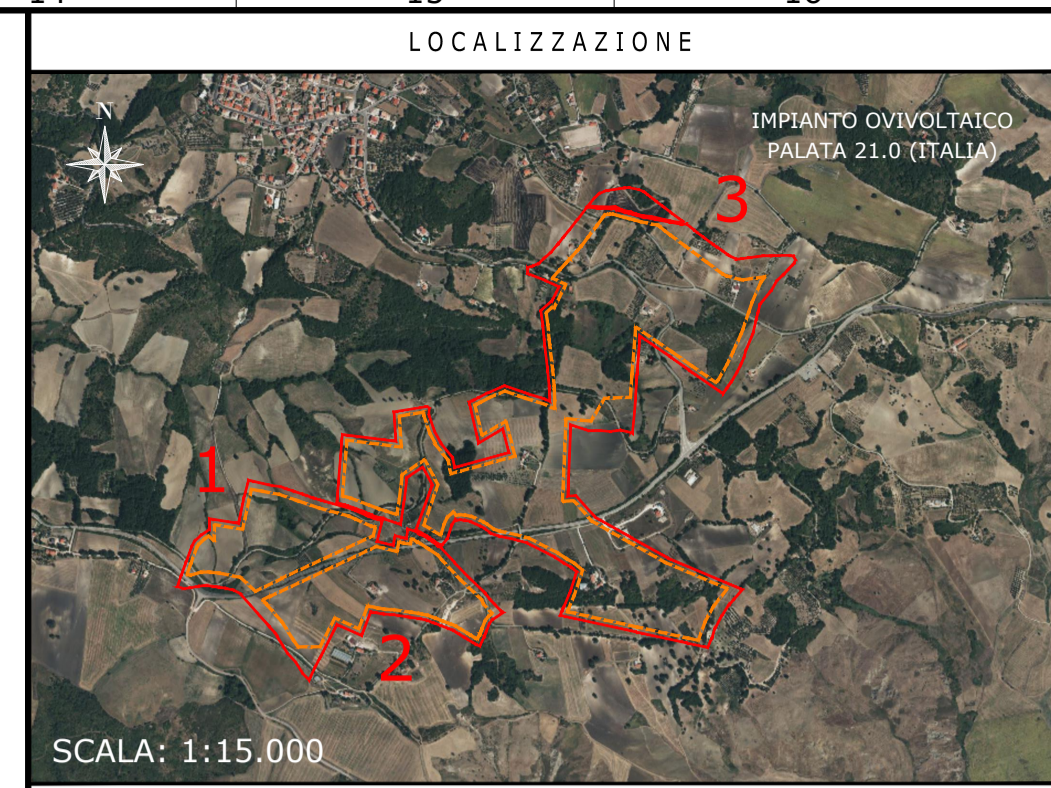 LOCALIZZAZIONE
N
IMPIANTO OVIVOLTAICO
PALATA 21.0 (ITALIA)
3
1
2
SCALA: 1:15.000